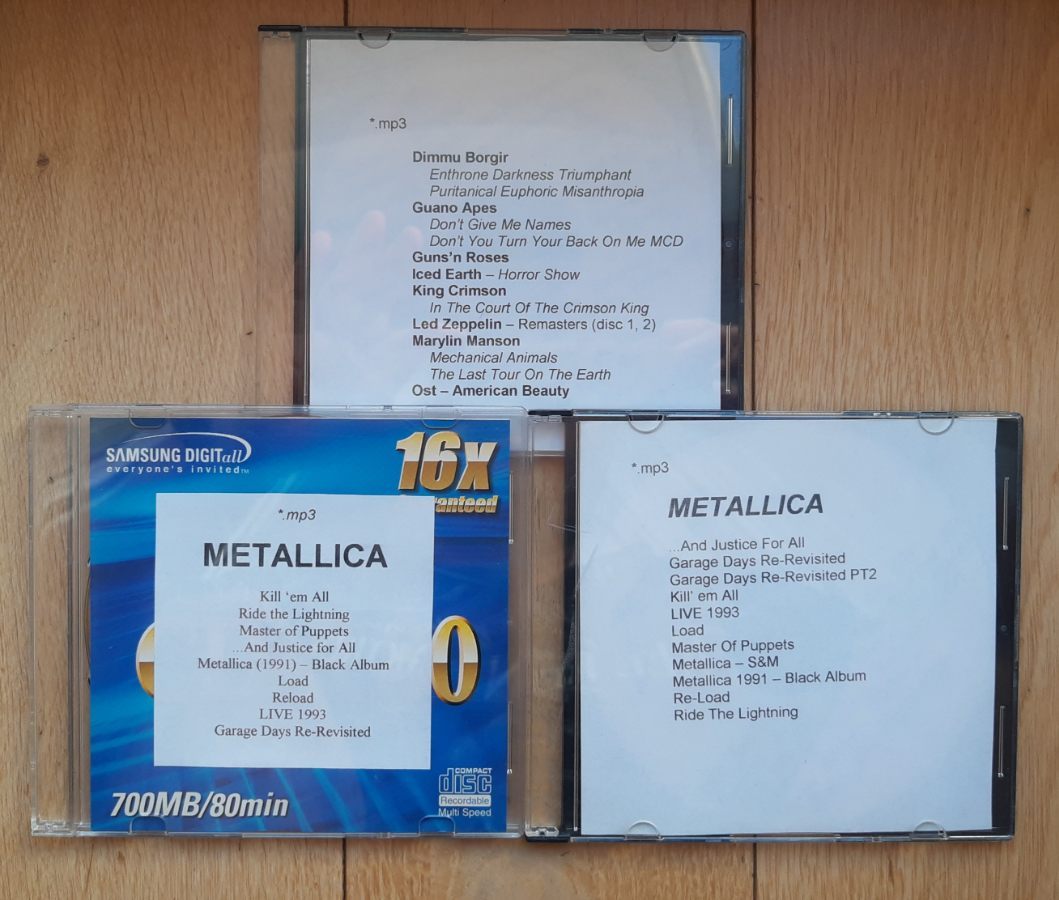 *.mp3
Dimmu Borgir
Enthrone Darkness Triumphant
Puritanical Euphoric Misanthropia
Guano Apes
Don't Give Me Names
Don't You Turn Your Back On Me MCD
Guns'n Roses
Iced Earth – Horror Show
King Crimson
In The Court Of The Crimson King
Led Zeppelin – Remasters (disc 1, 2)
Marylin Manson
Mechanical Animals
The Last Tour On The Earth
Ost – American Beauty
SAMSUNG DIGITall
everyone's invited™
16x
*.mp3
METALLICA
Kill 'em All
Ride the Lightning
Master of Puppets
...And Justice for All
Metallica (1991) – Black Album
Load
Reload
LIVE 1993
Garage Days Re-Revisited
0
700MB/80min
COMPACT
disc
Recordable
Multi Speed
*.mp3
METALLICA
...And Justice For All
Garage Days Re-Revisited
Garage Days Re-Revisited PT2
Kill' em All
LIVE 1993
Load
Master Of Puppets
Metallica – S&M
Metallica 1991 – Black Album
Re-Load
Ride The Lightning